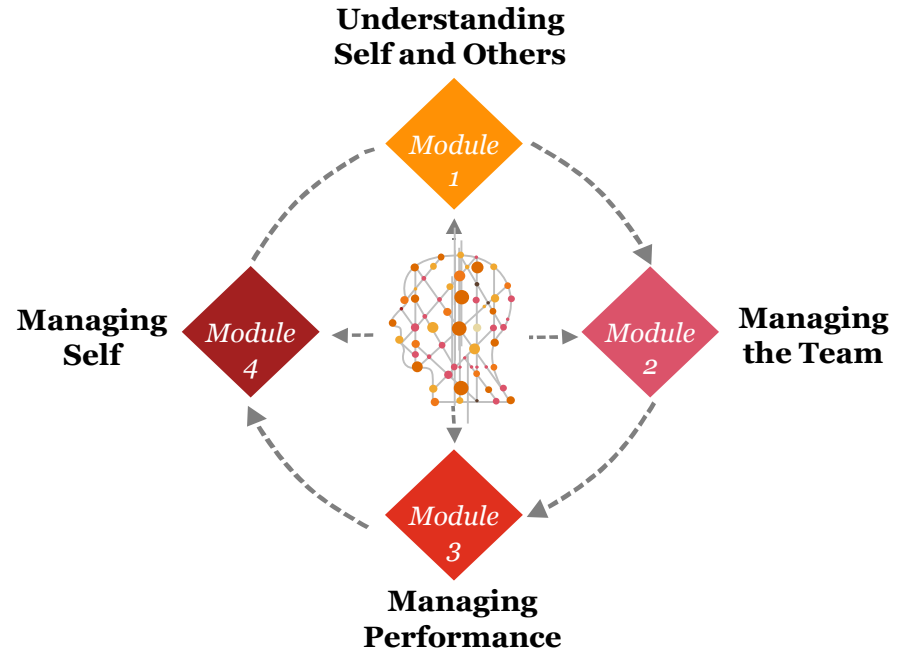 Understanding
Self and Others
Module
1
Managing
Self
Module
4
Module
2
Managing
the Team
Module
3
Managing
Performance